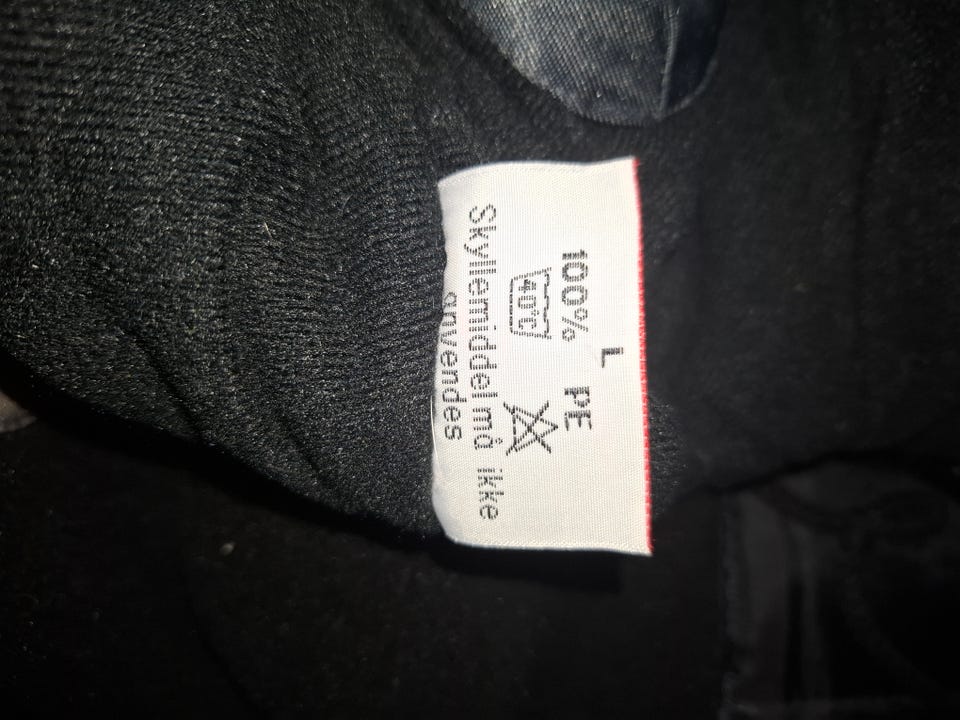 L
100% PE
40°C
Skyllemiddel må ikke
anvendes